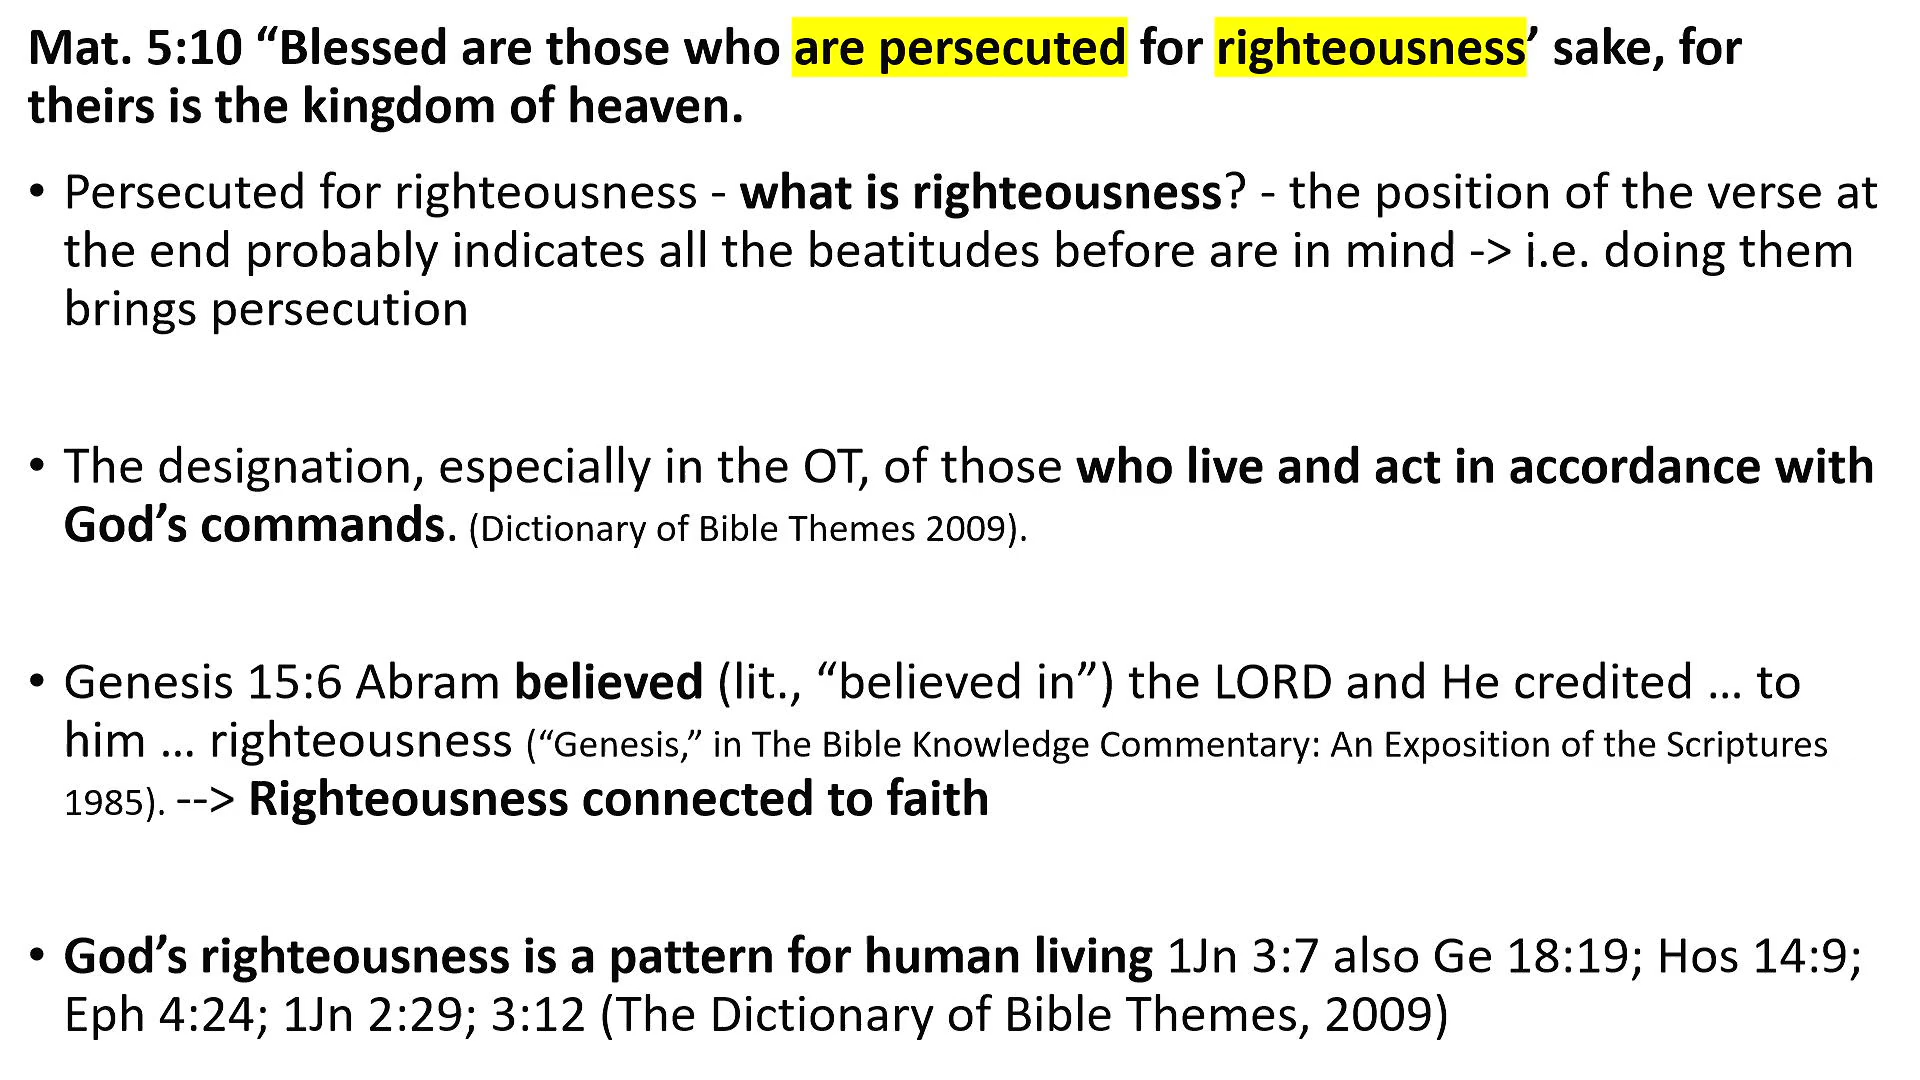 Mat. 5:10 “Blessed are those who are persecuted for righteousness’ sake, for
theirs is the kingdom of heaven.
• Persecuted for righteousness - what is righteousness? - the position of the verse at
the end probably indicates all the beatitudes before are in mind -> i.e. doing them
brings persecution
• The designation, especially in the OT, of those who live and act in accordance with
God’s commands. (Dictionary of Bible Themes 2009).
• Genesis 15:6 Abram believed (lit., “believed in”) the LORD and He credited … to
him … righteousness (“Genesis,” in The Bible Knowledge Commentary: An Exposition of the Scriptures
1985). --> Righteousness connected to faith
• God’s righteousness is a pattern for human living 1Jn 3:7 also Ge 18:19; Hos 14:9;
Eph 4:24; 1Jn 2:29; 3:12 (The Dictionary of Bible Themes, 2009)